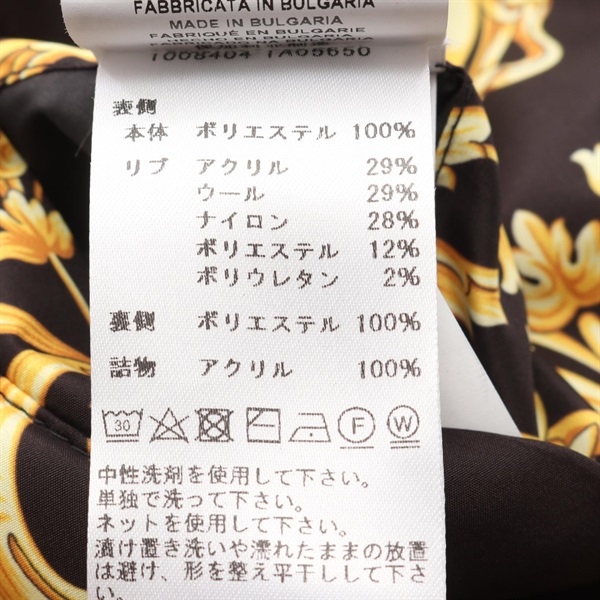 FABBRICATA IN BULGARIA
MADE IN BULGARIA
FABRIQUÉ EN BULGARIE
HECHO EN BULGARIA
1008404 1A05650
表側
本体 ポリエステル 100%
リブ アクリル 29%
ウール 29%
ナイロン 28%
ポリエステル 12%
ポリウレタン 2%
裏側 ポリエステル 100%
詰物 アクリル 100%
30 F W
中性洗剤を使用して下さい。
単独で洗って下さい。
ネットを使用して下さい。
漬け置き洗いや濡れたままの放置
は避け、形を整え平干しして下さ
い。